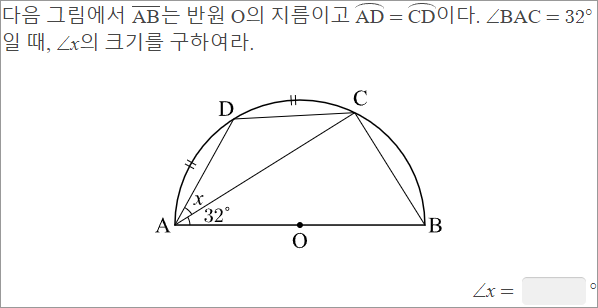 다음 그림에서 AB는 반원 O의 지름이고 AD = CD이다. ∠BAC = 32°
일 때, ∠x의 크기를 구하여라.
C
D
x
32°
A
B
O
∠x = °